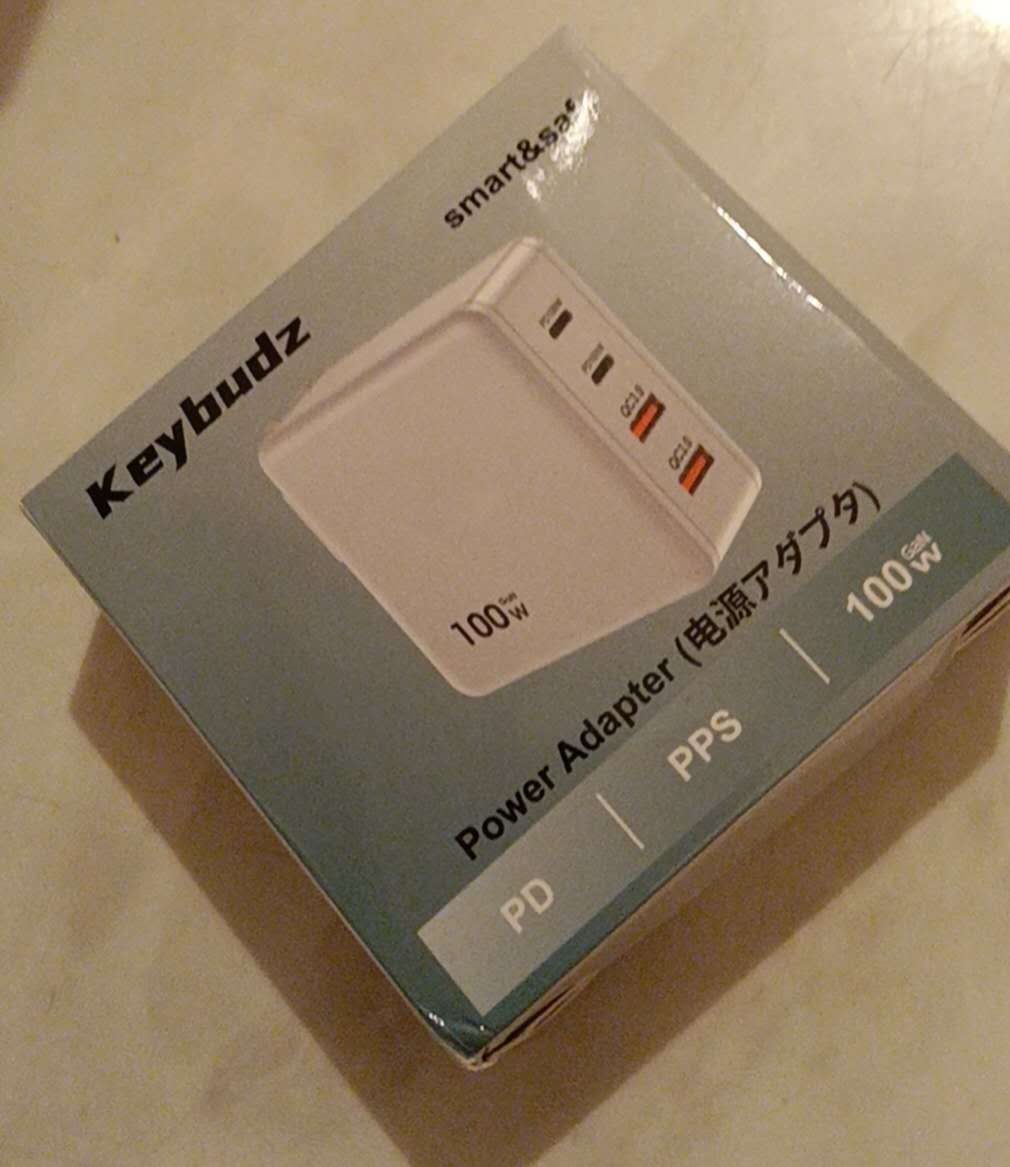 Keybudz
smart&saf
QC3.0
QC3.0
100W
Power Adapter (电源アダプタ)
PD | PPS | 100W GaN